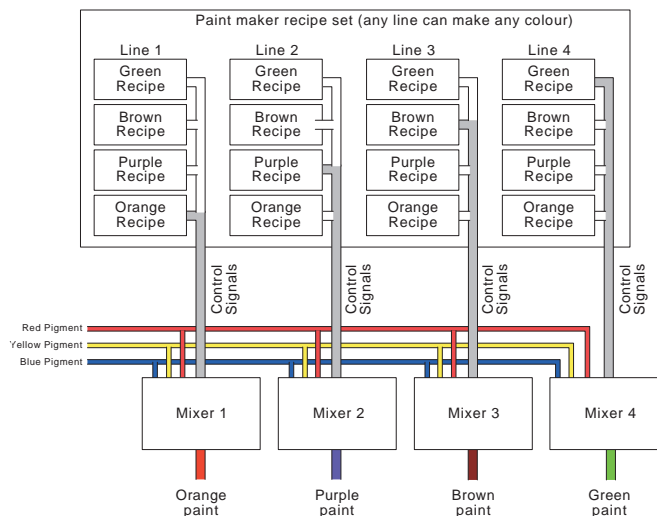 Paint maker recipe set (any line can make any colour)
Line 1
Line 2
Line 3
Line 4
Green
Recipe
Green
Recipe
Green
Recipe
Green
Recipe
Brown
Recipe
Brown
Recipe
Brown
Recipe
Brown
Recipe
Purple
Recipe
Purple
Recipe
Purple
Recipe
Purple
Recipe
Orange
Recipe
Orange
Recipe
Orange
Recipe
Orange
Recipe
Control
Signals
Control
Signals
Control
Signals
Control
Signals
Red Pigment
Yellow Pigment
Blue Pigment
Mixer 1
Mixer 2
Mixer 3
Mixer 4
Orange
paint
Purple
paint
Brown
paint
Green
paint